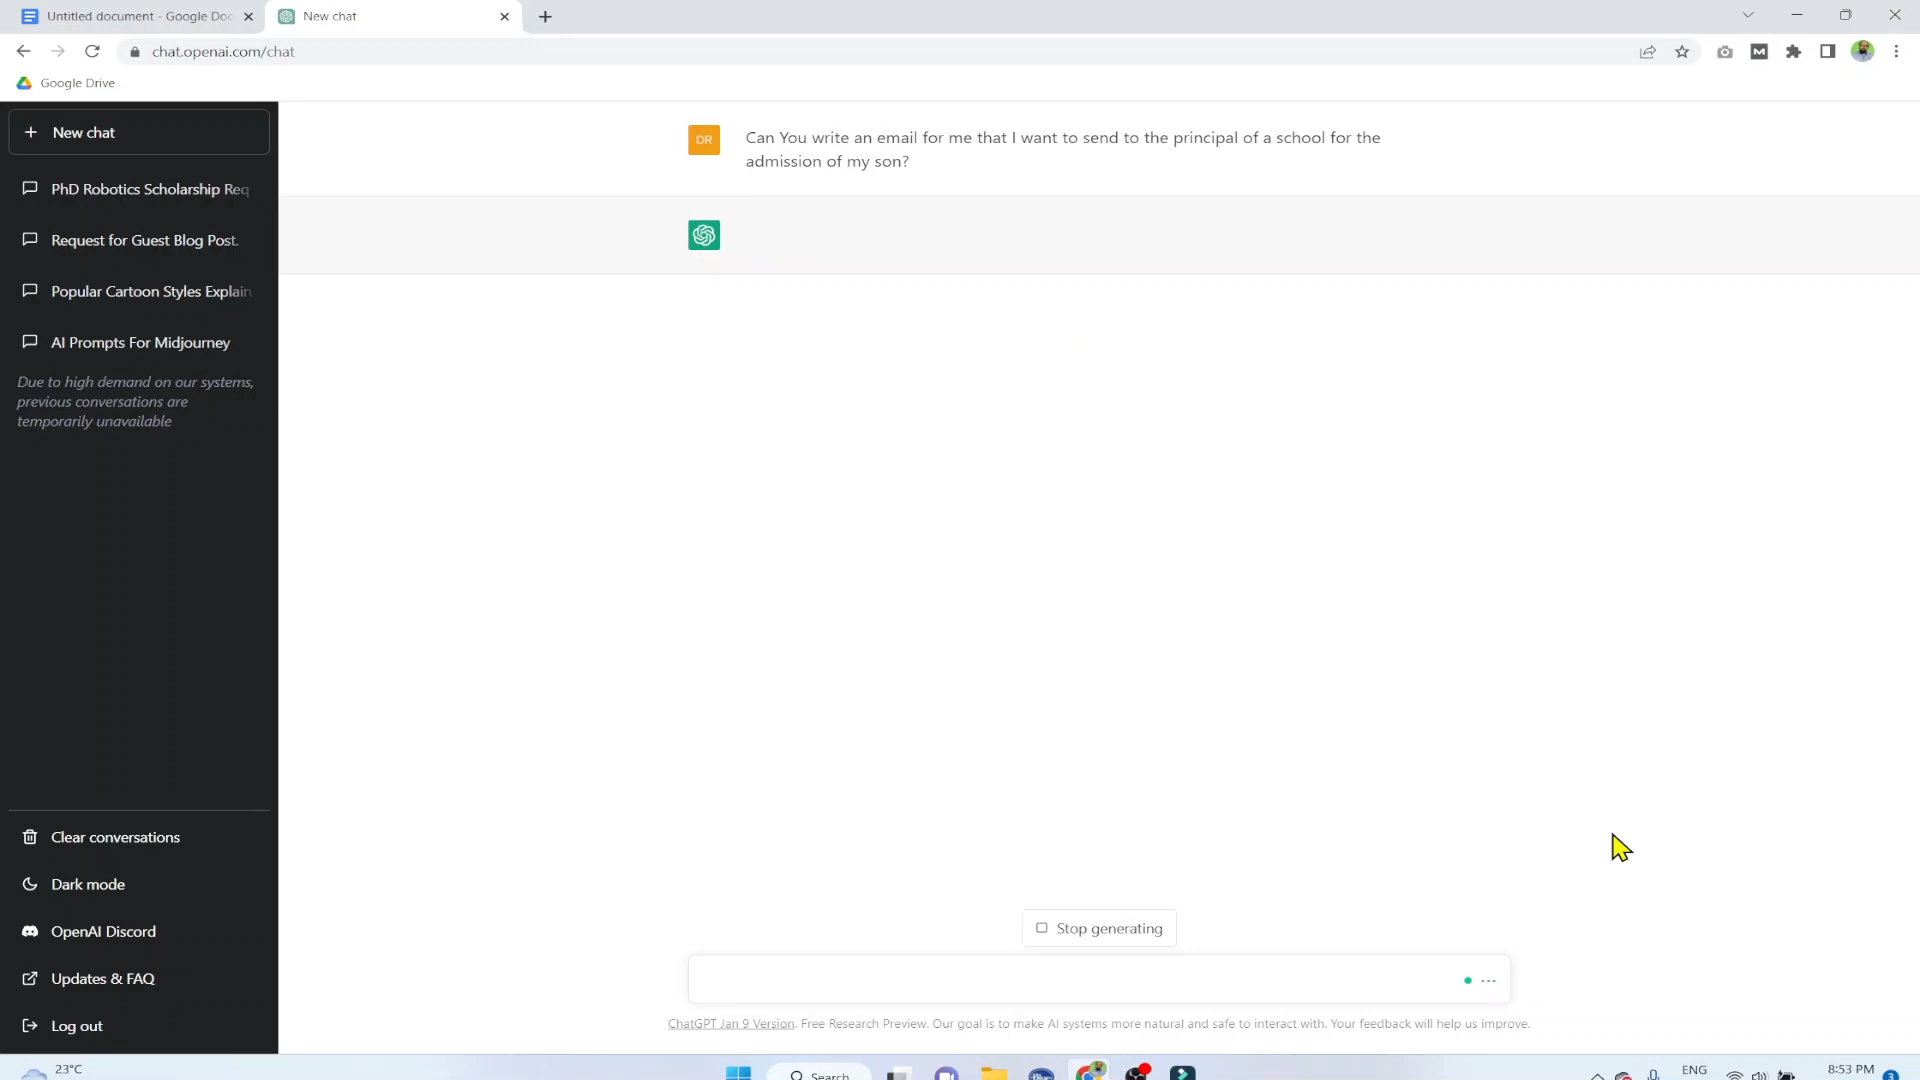 Untitled document - Google Doc
New chat
chat.openai.com/chat
Google Drive
New chat
PhD Robotics Scholarship Req
Request for Guest Blog Post.
Popular Cartoon Styles Explain
AI Prompts For Midjourney
Due to high demand on our systems,
previous conversations are
temporarily unavailable
Clear conversations
Dark mode
OpenAI Discord
Updates & FAQ
Log out
DR
Can You write an email for me that I want to send to the principal of a school for the
admission of my son?
Stop generating
ChatGPT Jan 9 Version. Free Research Preview. Our goal is to make AI systems more natural and safe to interact with. Your feedback will help us improve.
23°C
Search
ENG
8:53 PM
3